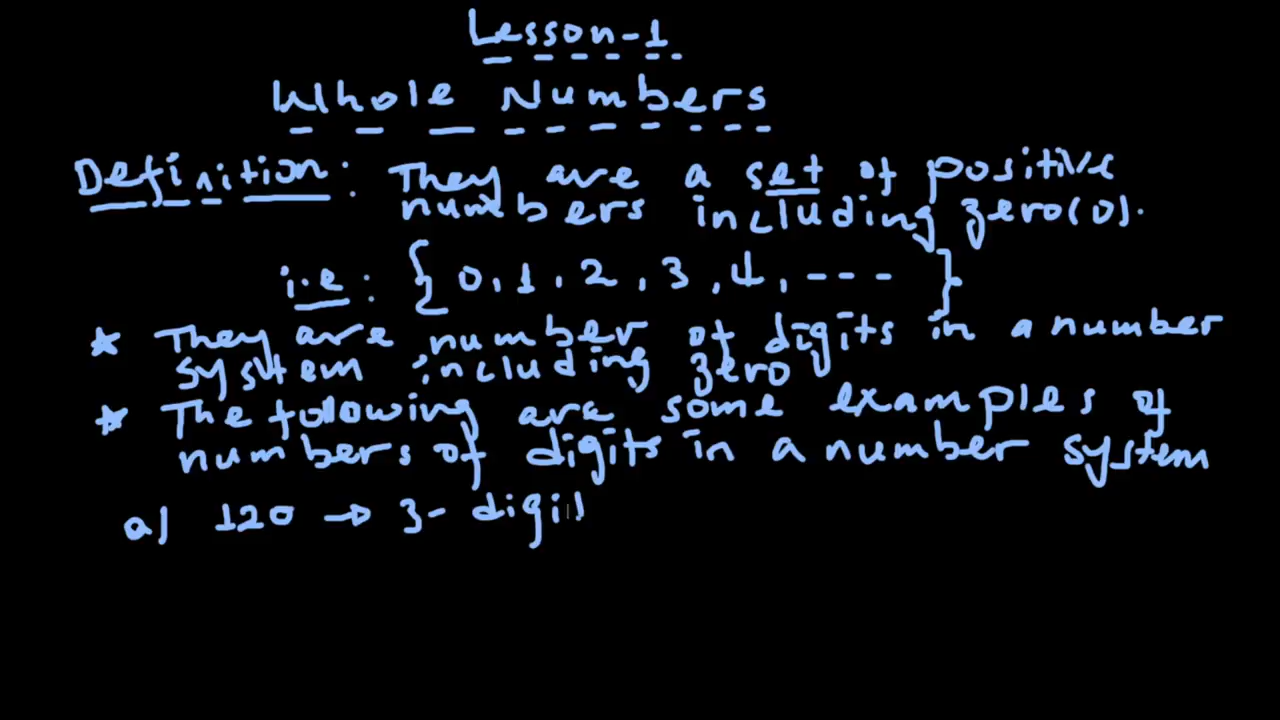 Lesson-1
Whole Numbers
Definition: They are a set of positive
numbers including zero(0).
i.e: {0, 1, 2, 3, 4, --- }
* They are number of digits in a number
system including zero
* The following are some examples of
numbers of digits in a number system
a) 120 → 3- digit